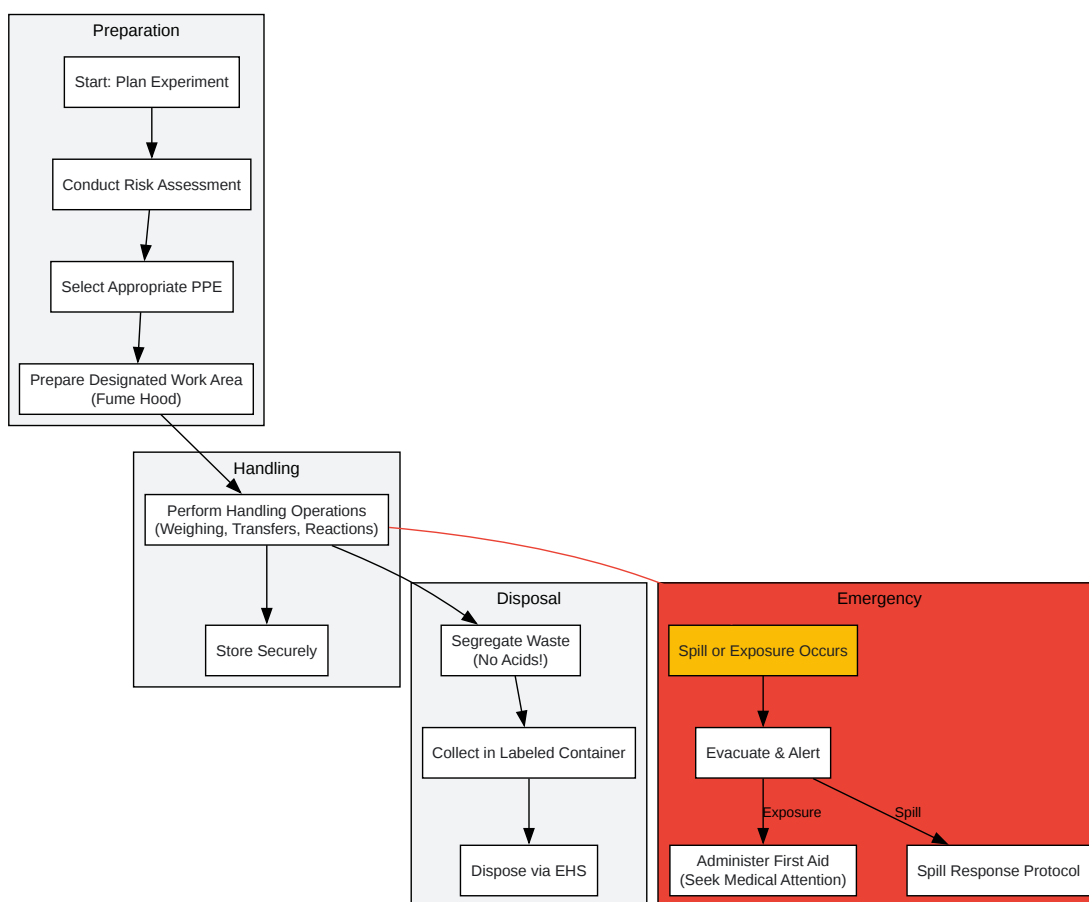 Preparation
Start: Plan Experiment
Conduct Risk Assessment
Select Appropriate PPE
Prepare Designated Work Area
(Fume Hood)
Handling
Perform Handling Operations
(Weighing, Transfers, Reactions)
Store Securely
Disposal
Segregate Waste
(No Acids!)
Collect in Labeled Container
Dispose via EHS
Emergency
Spill or Exposure Occurs
Evacuate & Alert
Exposure
Spill
Administer First Aid
(Seek Medical Attention)
Spill Response Protocol